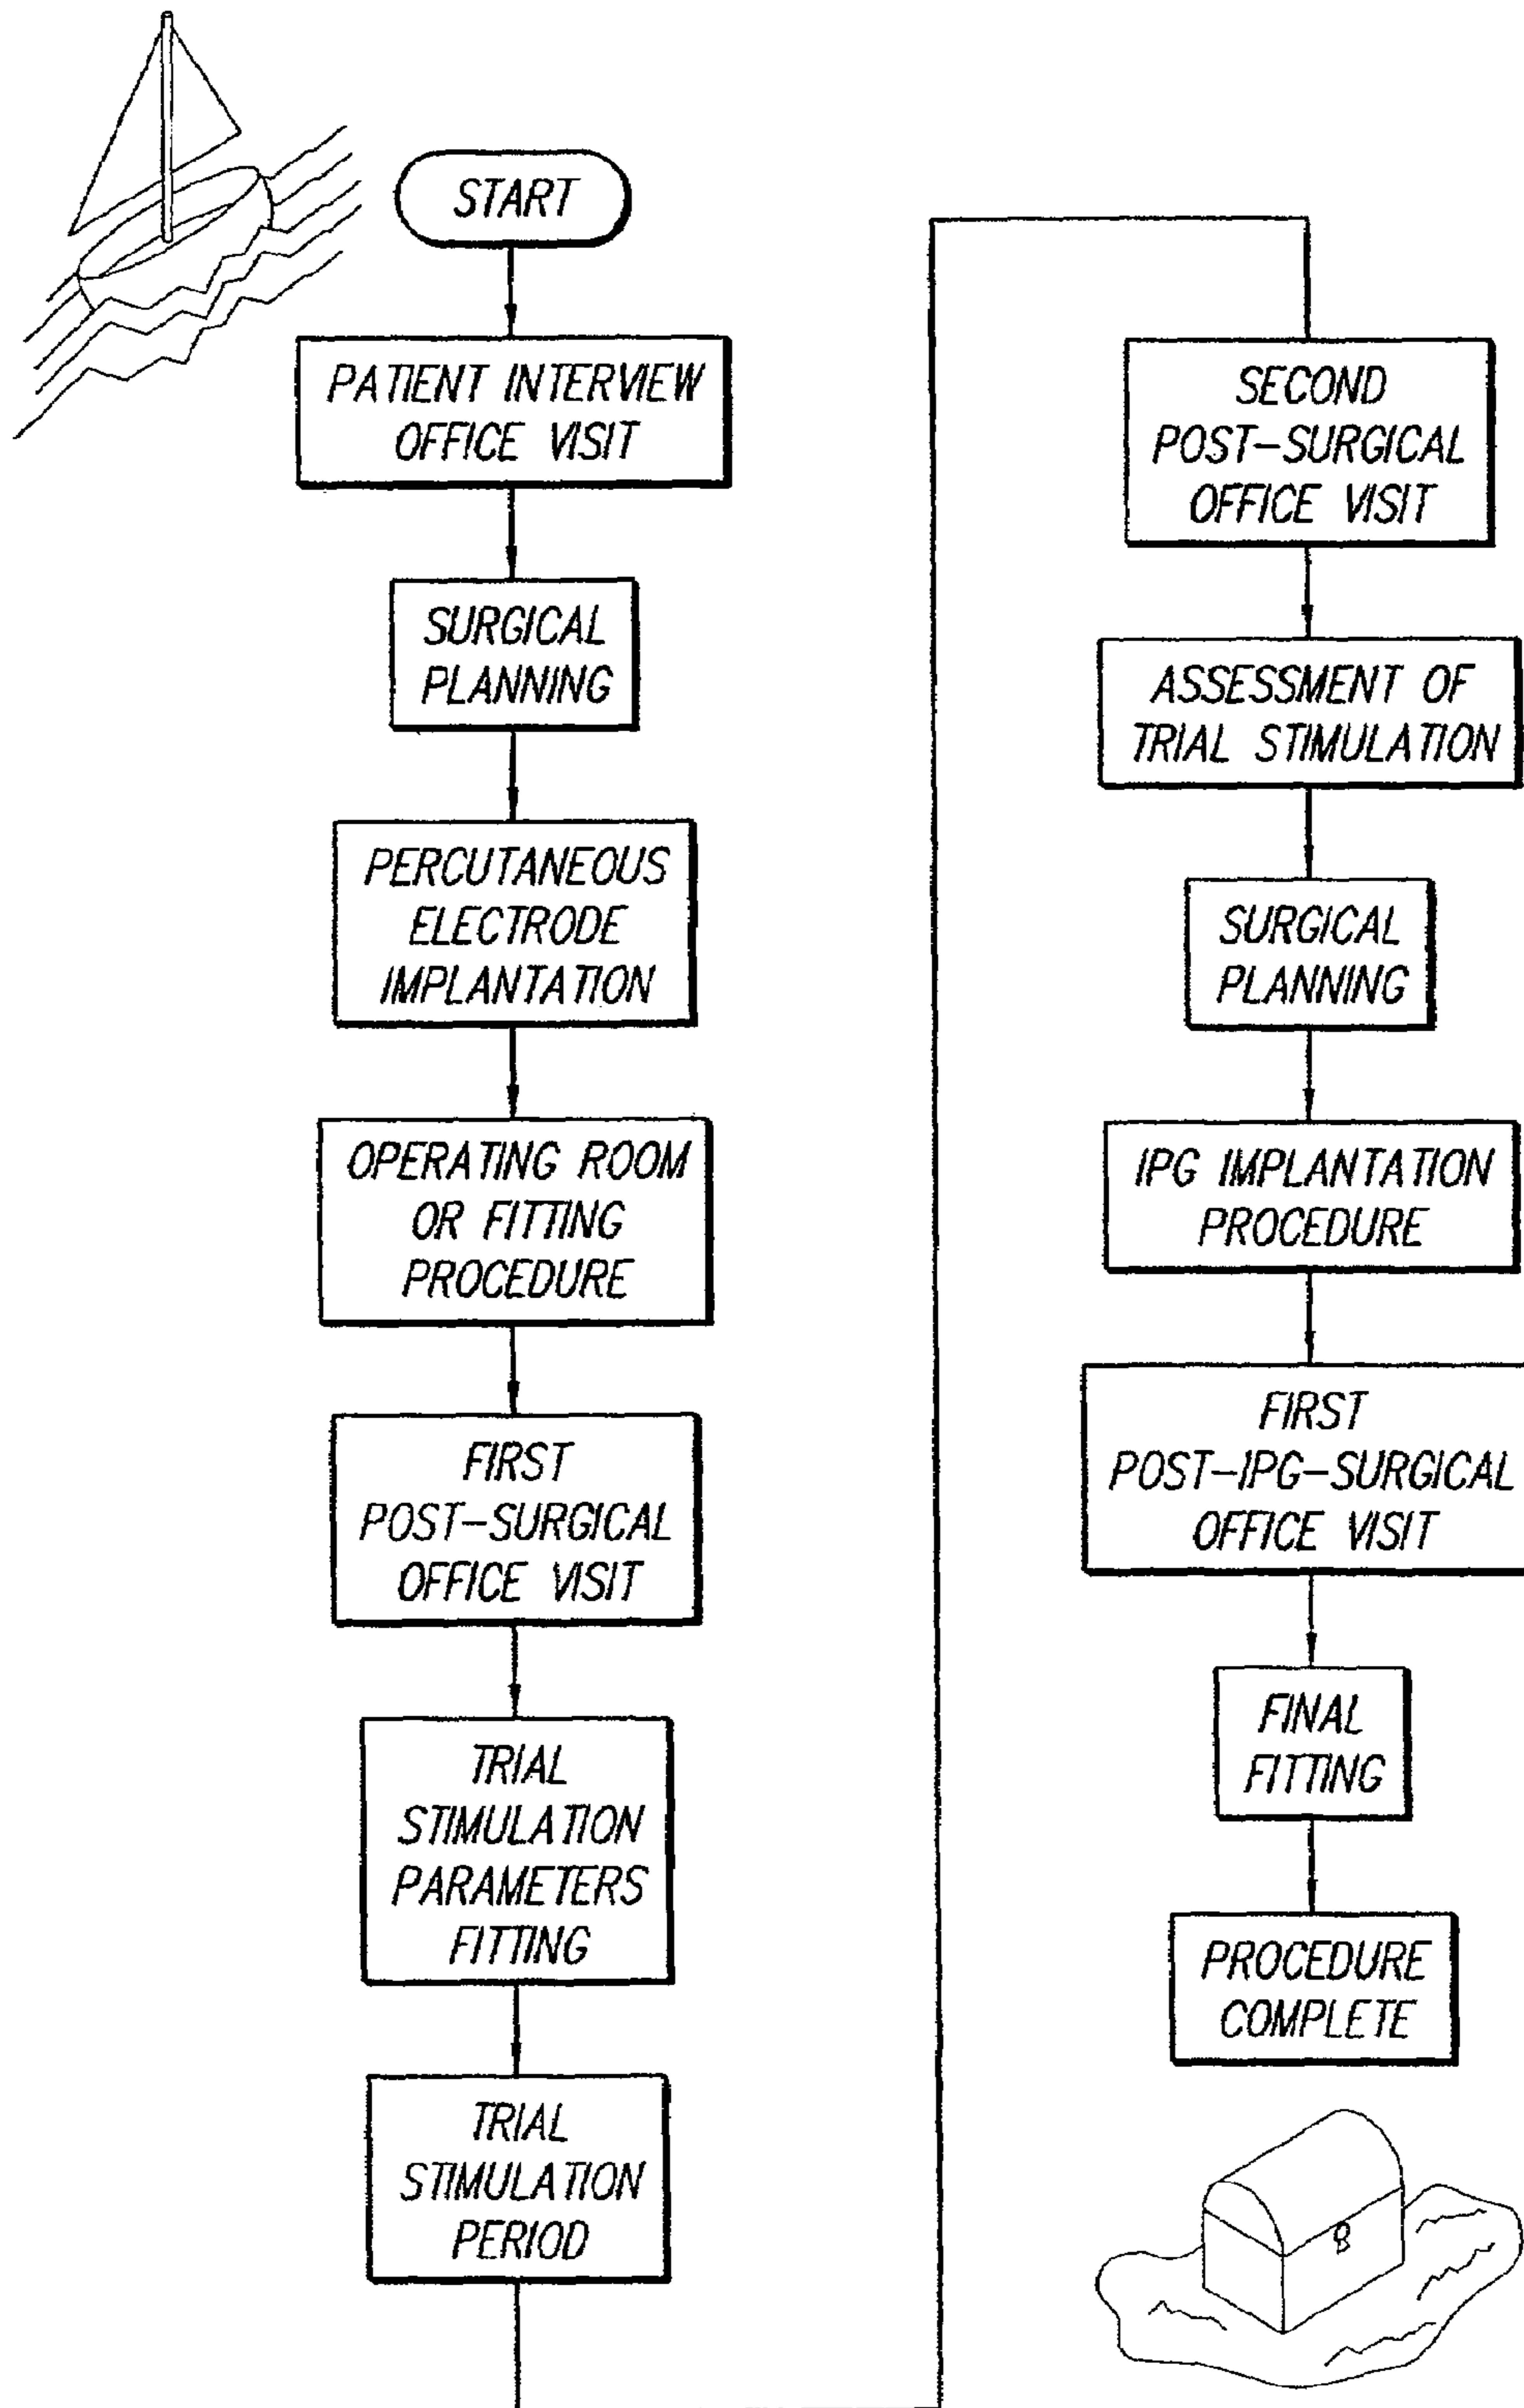 START
PATIENT INTERVIEW
OFFICE VISIT
SURGICAL
PLANNING
PERCUTANEOUS
ELECTRODE
IMPLANTATION
OPERATING ROOM
OR FITTING
PROCEDURE
FIRST
POST-SURGICAL
OFFICE VISIT
TRIAL
STIMULATION
PARAMETERS
FITTING
TRIAL
STIMULATION
PERIOD
SECOND
POST-SURGICAL
OFFICE VISIT
ASSESSMENT OF
TRIAL STIMULATION
SURGICAL
PLANNING
IPG IMPLANTATION
PROCEDURE
FIRST
POST-IPG-SURGICAL
OFFICE VISIT
FINAL
FITTING
PROCEDURE
COMPLETE